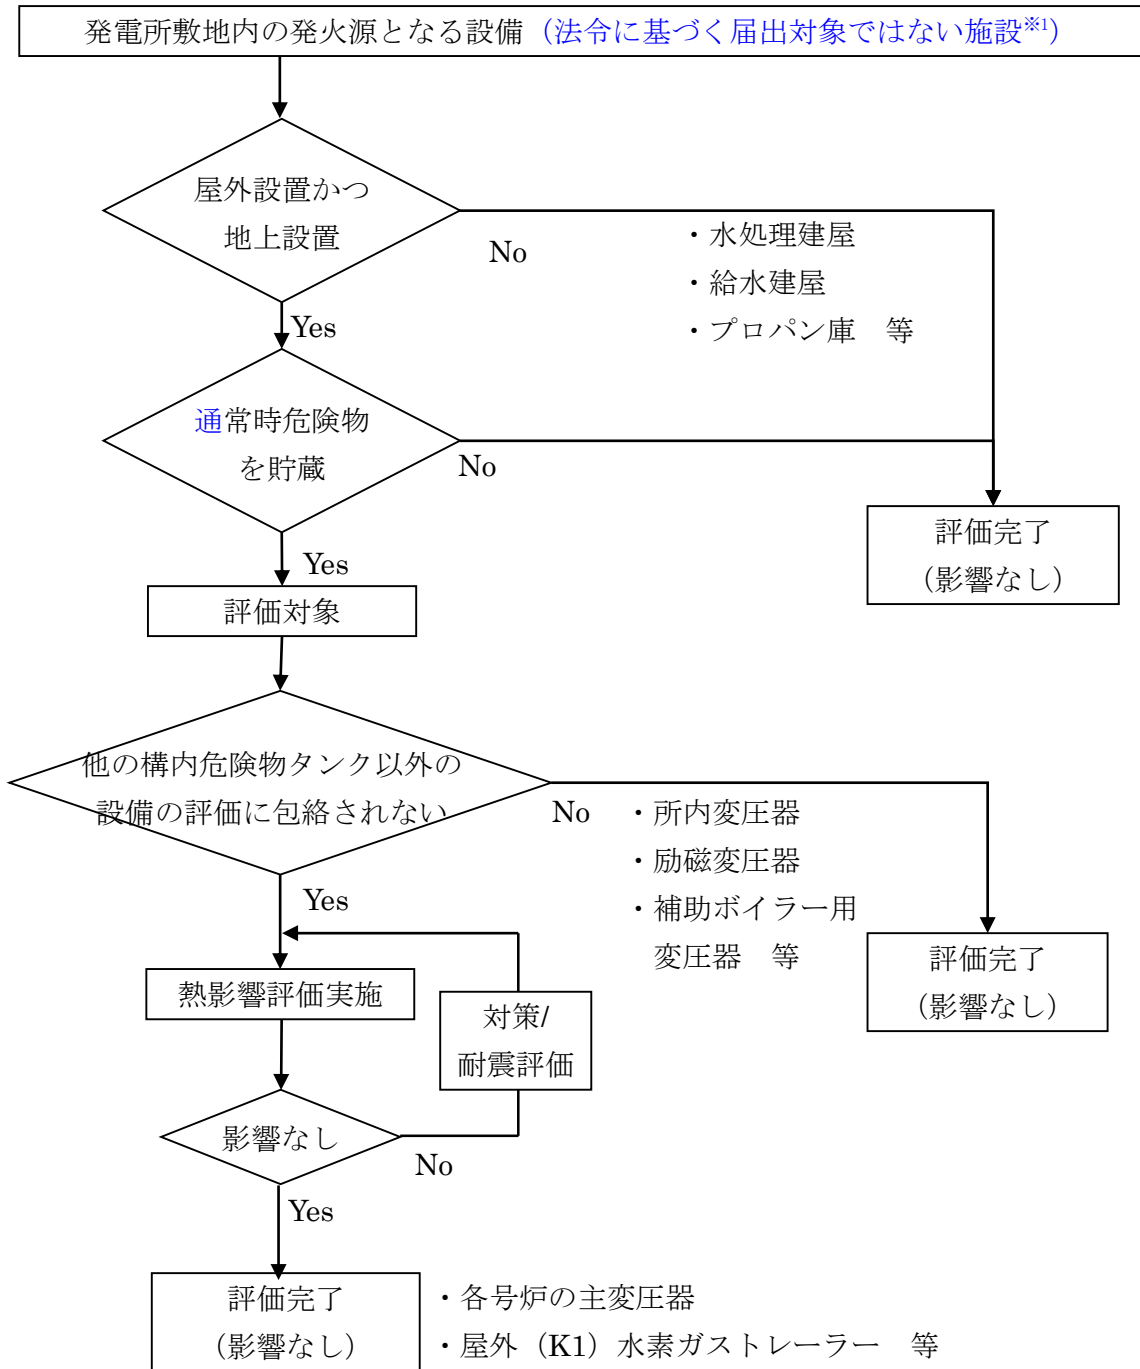 発電所敷地内の発火源となる設備（法令に基づく届出対象ではない施設※1）
屋外設置かつ
地上設置
No
・水処理建屋
・給水建屋
・プロパン庫　等
Yes
通常時危険物
を貯蔵
No
評価完了
（影響なし）
Yes
評価対象
他の構内危険物タンク以外の
設備の評価に包絡されない
No
・所内変圧器
・励磁変圧器
・補助ボイラー用
変圧器　等
評価完了
（影響なし）
Yes
熱影響評価実施
対策/
耐震評価
影響なし
No
Yes
評価完了
（影響なし）
・各号炉の主変圧器
・屋外（K1）水素ガストレーラー　等